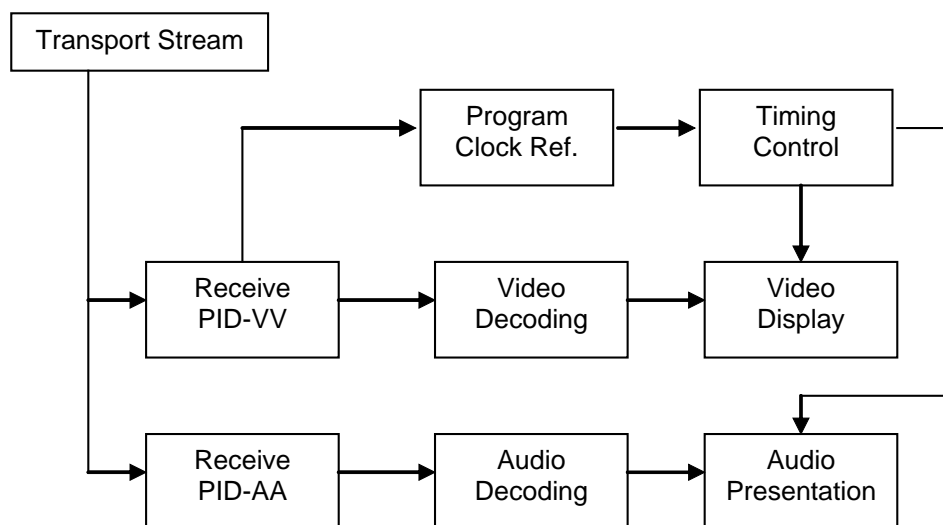 Transport Stream
Program
Clock Ref.
Timing
Control
Receive
PID-VV
Video
Decoding
Video
Display
Receive
PID-AA
Audio
Decoding
Audio
Presentation